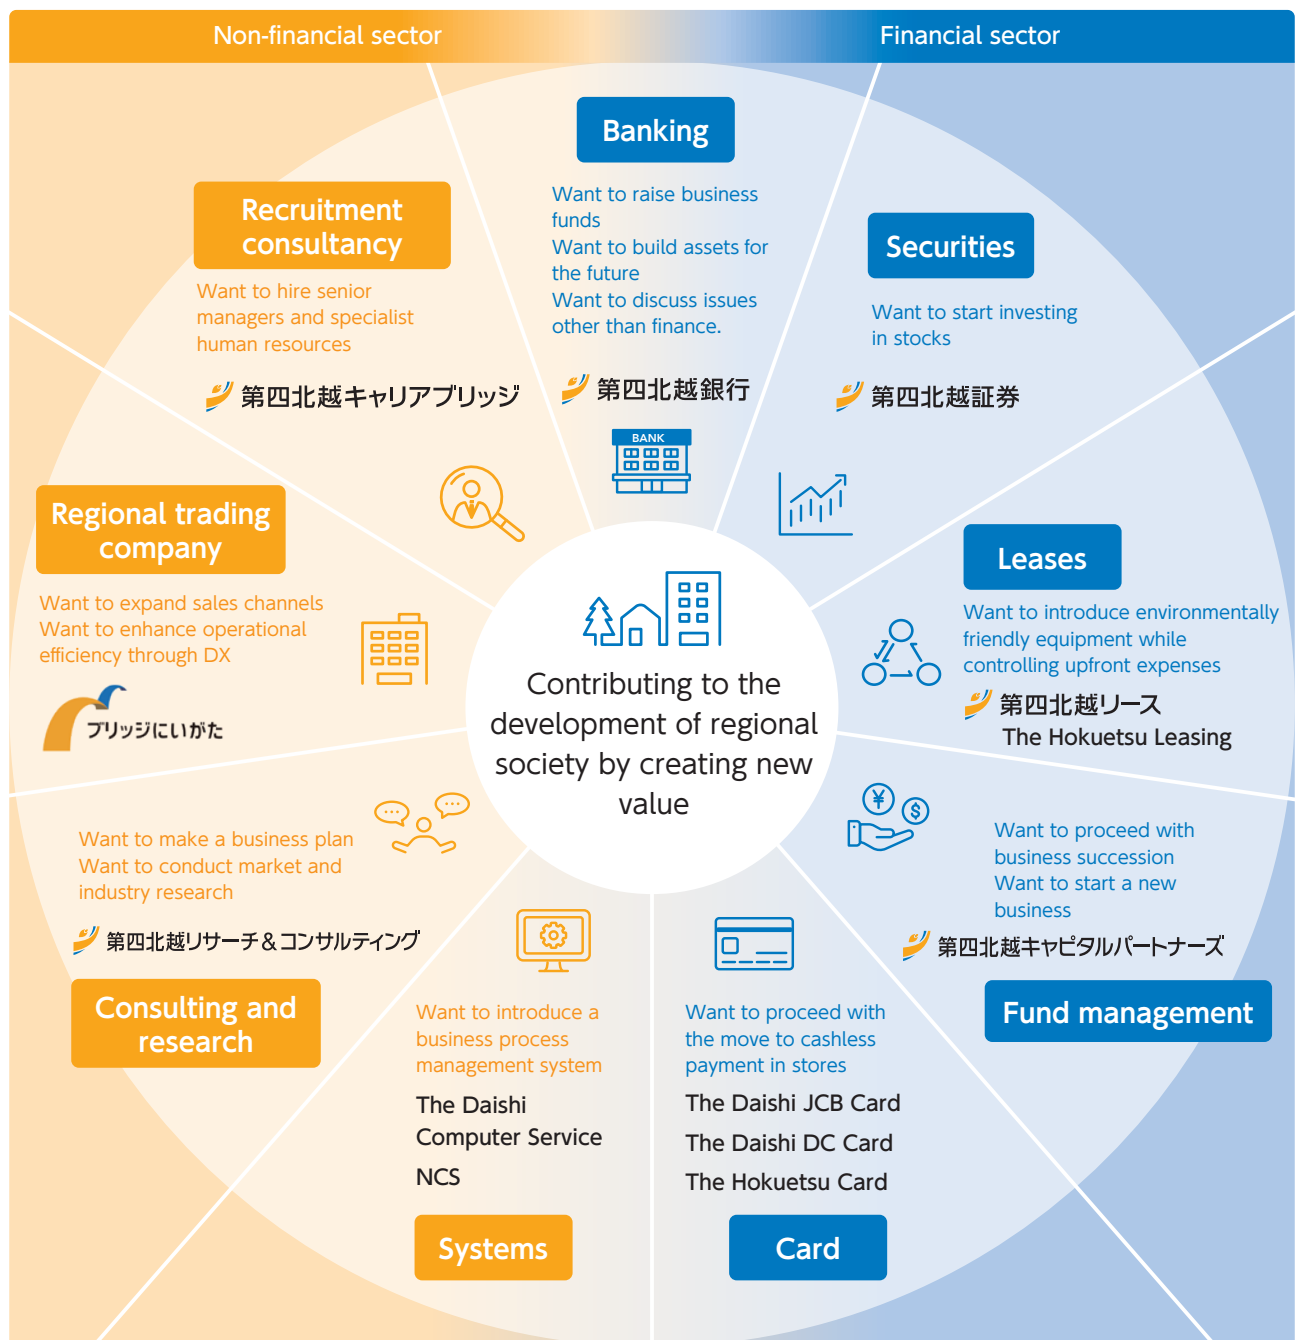 Non-financial sector
Financial sector
Banking
Want to raise business
funds
Want to build assets for
the future
Want to discuss issues
other than finance.
第四北越銀行
BANK
Securities
Want to start investing
in stocks
第四北越証券
Leases
Want to introduce environmentally
friendly equipment while
controlling upfront expenses
第四北越リース
The Hokuetsu Leasing
Want to proceed with
business succession
Want to start a new
business
第四北越キャピタルパートナーズ
Fund management
Want to proceed with
the move to cashless
payment in stores
The Daishi JCB Card
The Daishi DC Card
The Hokuetsu Card
Card
Want to introduce a
business process
management system
The Daishi
Computer Service
NCS
Systems
Want to make a business plan
Want to conduct market and
industry research
第四北越リサーチ&コンサルティング
Consulting and
research
Regional trading
company
Want to expand sales channels
Want to enhance operational
efficiency through DX
ブリッジにいがた
Recruitment
consultancy
Want to hire senior
managers and specialist
human resources
第四北越キャリアブリッジ
Contributing to the
development of regional
society by creating new
value
¥
$